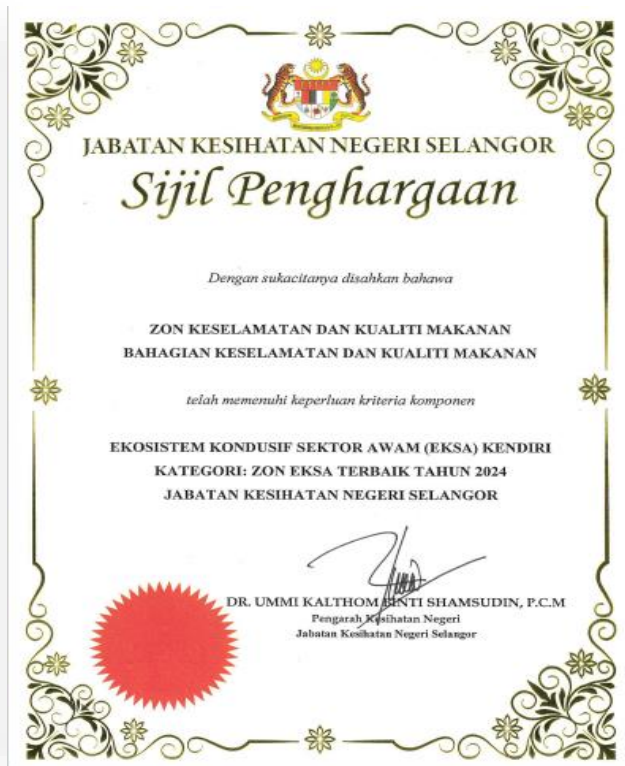 JABATAN KESIHATAN NEGERI SELANGOR
Sijil Penghargaan
Dengan sukacitanya disahkan bahawa
ZON KESELAMATAN DAN KUALITI MAKANAN
BAHAGIAN KESELAMATAN DAN KUALITI MAKANAN
telah memenuhi keperluan kriteria komponen
EKOSISTEM KONDUSIF SEKTOR AWAM (EKSA) KENDIRI
KATEGORI: ZON EKSA TERBAIK TAHUN 2024
JABATAN KESIHATAN NEGERI SELANGOR
DR. UMMI KALTHOM BINTI SHAMSUDIN, P.C.M
Pengarah Kesihatan Negeri
Jabatan Kesihatan Negeri Selangor